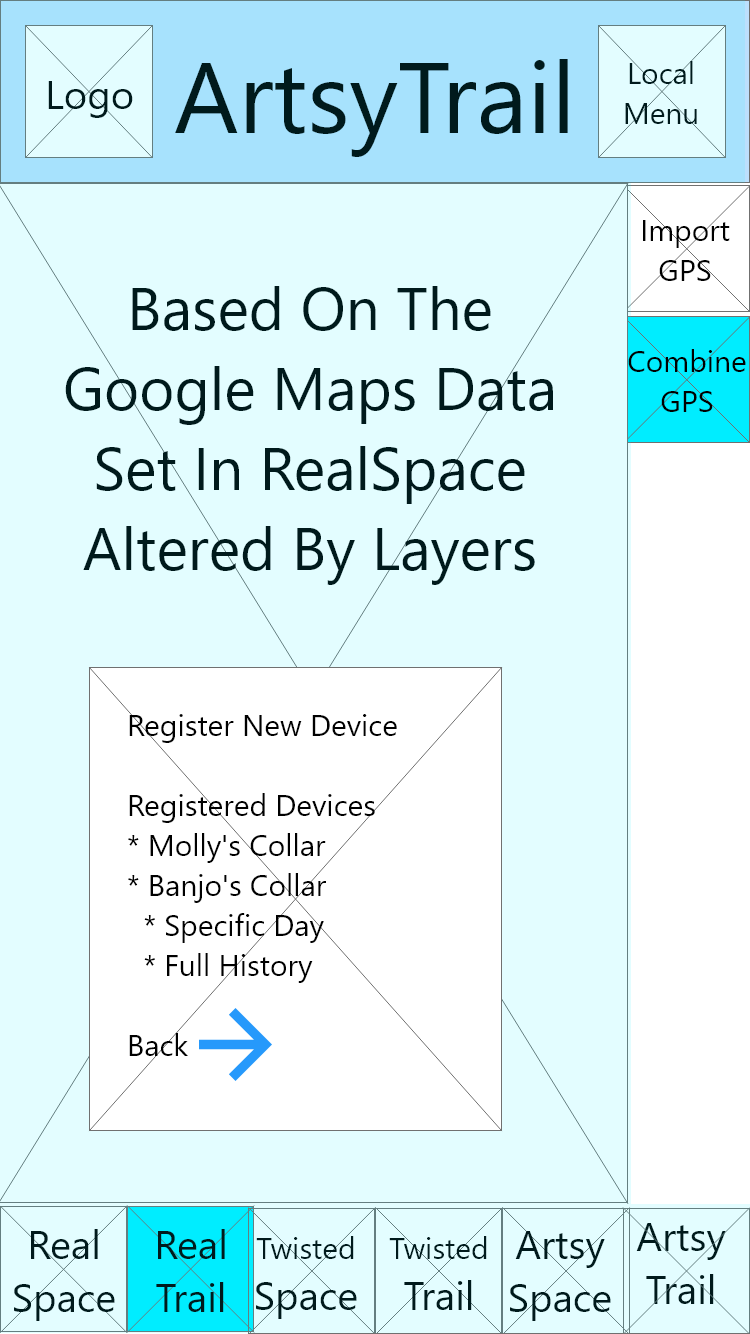 Logo
ArtsyTrail
Local
Menu
Import
GPS
Combine
GPS
Based On The
Google Maps Data
Set In RealSpace
Altered By Layers
Register New Device
Registered Devices
* Molly's Collar
* Banjo's Collar
* Specific Day
* Full History
Back
Real
Space
Real
Trail
Twisted
Space
Twisted
Trail
Artsy
Space
Artsy
Trail